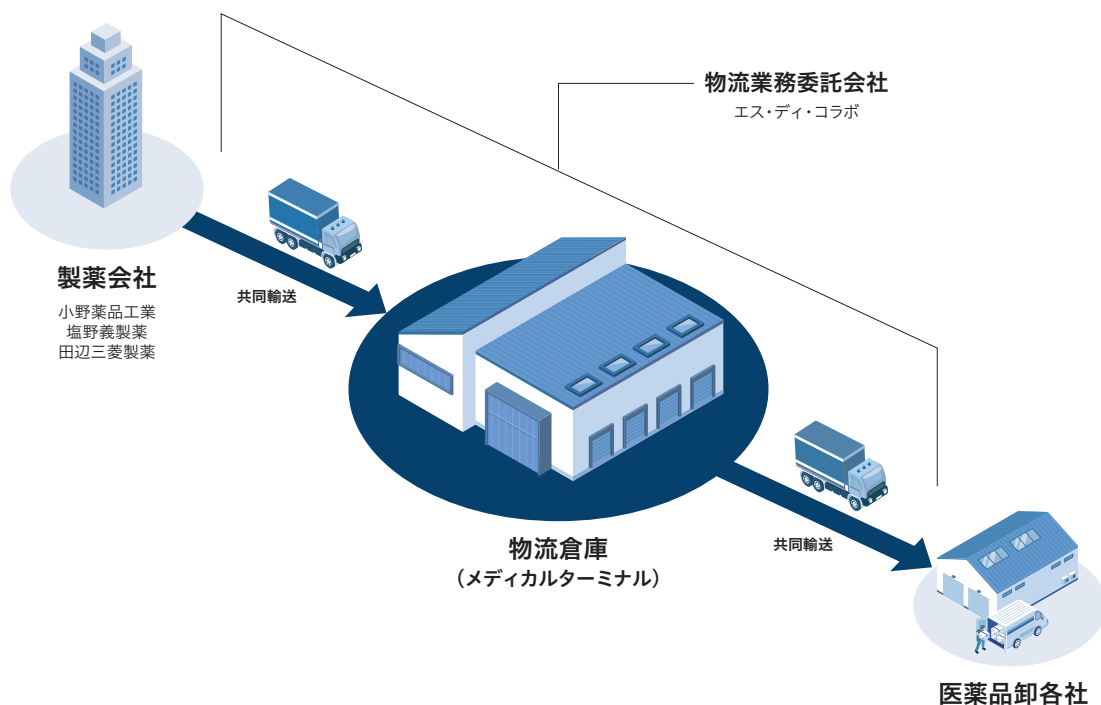 物流業務委託会社
エス・ディ・コラボ
製薬会社
小野薬品工業
塩野義製薬
田辺三菱製薬
共同輸送
物流倉庫
(メディカルターミナル)
共同輸送
医薬品卸各社